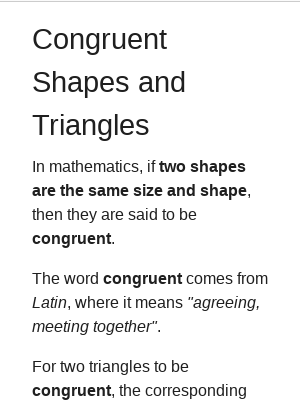 Congruent
Shapes and
Triangles
In mathematics, if two shapes
are the same size and shape,
then they are said to be
congruent.
The word congruent comes from
Latin, where it means "agreeing,
meeting together".
For two triangles to be
congruent, the corresponding